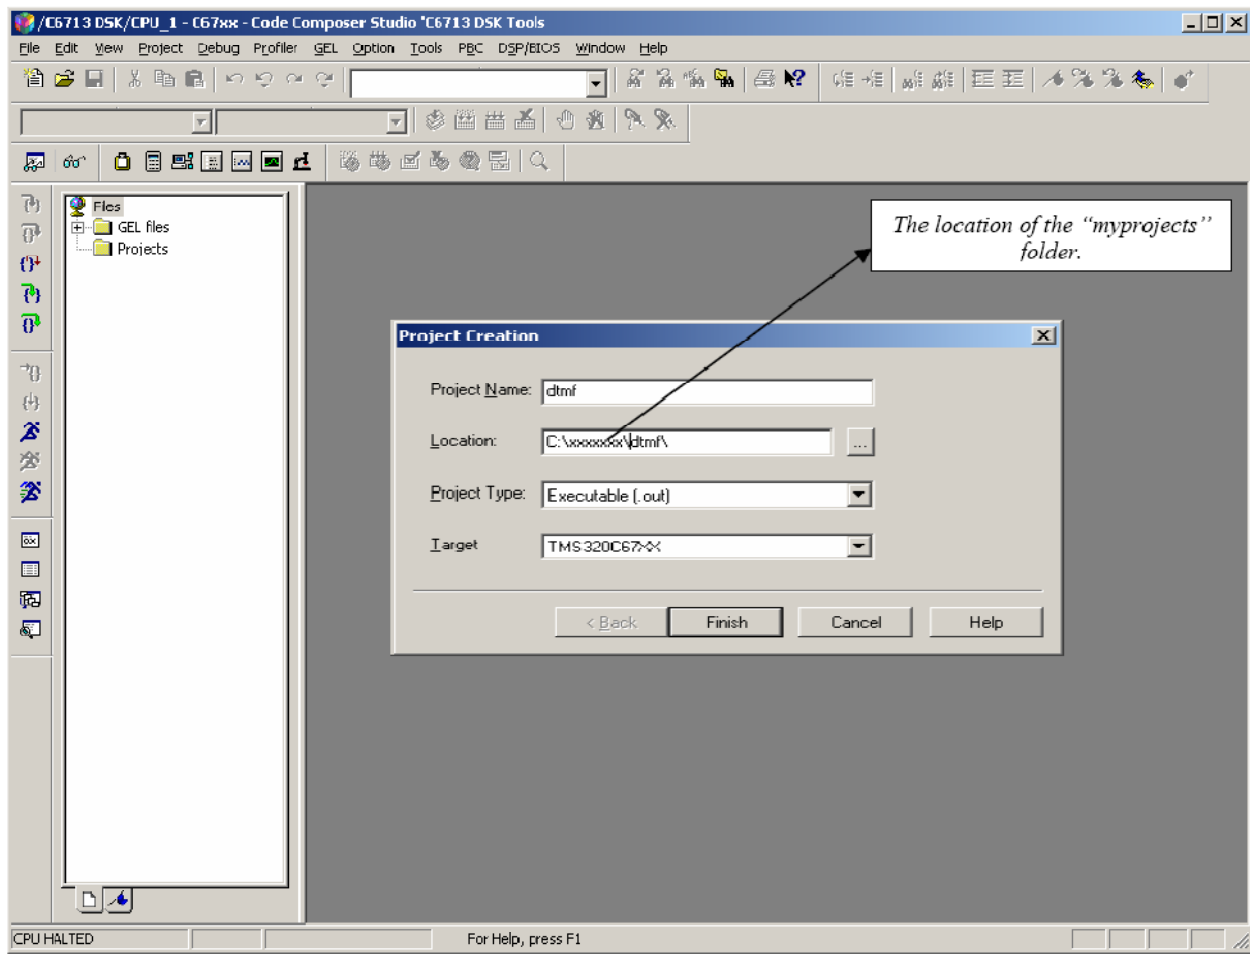 /C6713 DSK/CPU_1 - C67xx - Code Composer Studio 'C6713 DSK Tools
File Edit View Project Debug Profiler GEL Option Tools PBC DSP/BIOS Window Help
Files
GEL files
Projects
The location of the “myprojects”
folder.
Project Creation
Project Name: dtmf
Location: C:\xxxxxxx\dtmf\ ...
Project Type: Executable (.out)
Target TMS320C67XX
< Back Finish Cancel Help
CPU HALTED For Help, press F1